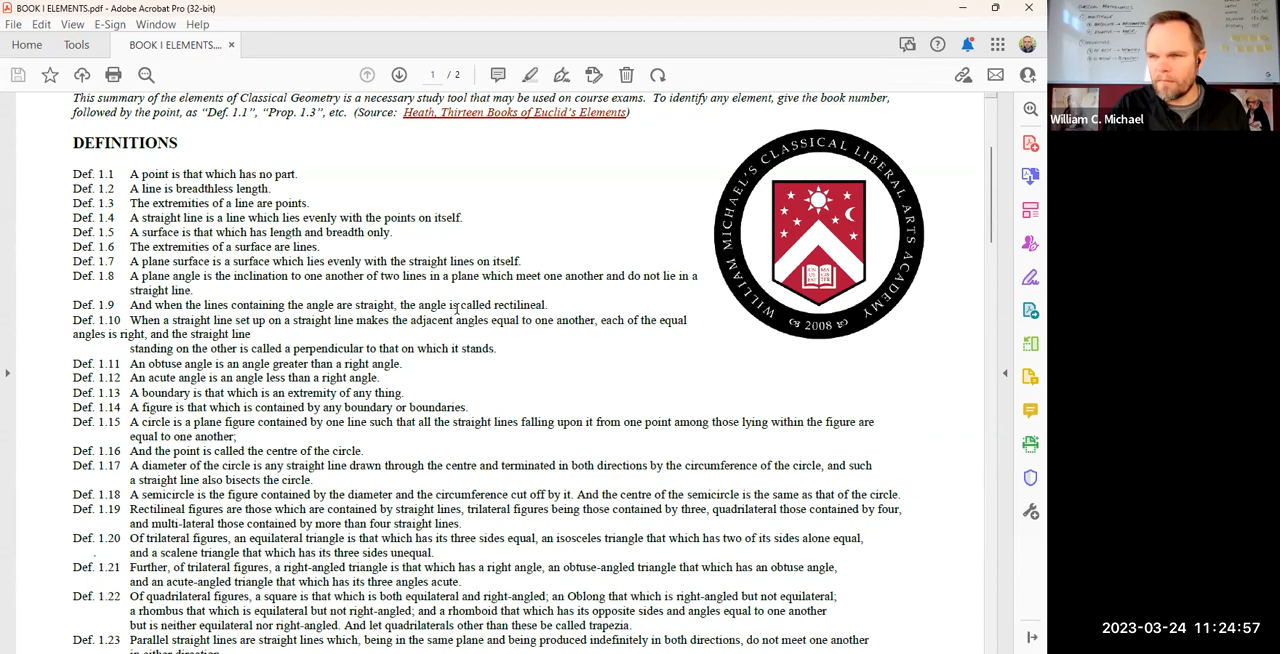 BOOK I ELEMENTS.pdf - Adobe Acrobat Pro (32-bit)
File Edit View E-Sign Window Help
Home Tools BOOK I ELEMENTS....
1 / 2
This summary of the elements of Classical Geometry is a necessary study tool that may be used on course exams. To identify any element, give the book number,
followed by the point, as “Def. 1.1”, “Prop. 1.3”, etc. (Source: Heath, Thirteen Books of Euclid’s Elements)
DEFINITIONS
Def. 1.1 A point is that which has no part.
Def. 1.2 A line is breadthless length.
Def. 1.3 The extremities of a line are points.
Def. 1.4 A straight line is a line which lies evenly with the points on itself.
Def. 1.5 A surface is that which has length and breadth only.
Def. 1.6 The extremities of a surface are lines.
Def. 1.7 A plane surface is a surface which lies evenly with the straight lines on itself.
Def. 1.8 A plane angle is the inclination to one another of two lines in a plane which meet one another and do not lie in a
straight line.
Def. 1.9 And when the lines containing the angle are straight, the angle is called rectilineal.
Def. 1.10 When a straight line set up on a straight line makes the adjacent angles equal to one another, each of the equal
angles is right, and the straight line
standing on the other is called a perpendicular to that on which it stands.
Def. 1.11 An obtuse angle is an angle greater than a right angle.
Def. 1.12 An acute angle is an angle less than a right angle.
Def. 1.13 A boundary is that which is an extremity of any thing.
Def. 1.14 A figure is that which is contained by any boundary or boundaries.
Def. 1.15 A circle is a plane figure contained by one line such that all the straight lines falling upon it from one point among those lying within the figure are
equal to one another;
Def. 1.16 And the point is called the centre of the circle.
Def. 1.17 A diameter of the circle is any straight line drawn through the centre and terminated in both directions by the circumference of the circle, and such
a straight line also bisects the circle.
Def. 1.18 A semicircle is the figure contained by the diameter and the circumference cut off by it. And the centre of the semicircle is the same as that of the circle.
Def. 1.19 Rectilineal figures are those which are contained by straight lines, trilateral figures being those contained by three, quadrilateral those contained by four,
and multi-lateral those contained by more than four straight lines.
Def. 1.20 Of trilateral figures, an equilateral triangle is that which has its three sides equal, an isosceles triangle that which has two of its sides alone equal,
and a scalene triangle that which has its three sides unequal.
Def. 1.21 Further, of trilateral figures, a right-angled triangle is that which has a right angle, an obtuse-angled triangle that which has an obtuse angle,
and an acute-angled triangle that which has its three angles acute.
Def. 1.22 Of quadrilateral figures, a square is that which is both equilateral and right-angled; an Oblong that which is right-angled but not equilateral;
a rhombus that which is equilateral but not right-angled; and a rhomboid that which has its opposite sides and angles equal to one another
but is neither equilateral nor right-angled. And let quadrilaterals other than these be called trapezia.
Def. 1.23 Parallel straight lines are straight lines which, being in the same plane and being produced indefinitely in both directions, do not meet one another
in either direction.
WILLIAM MICHAEL'S CLASSICAL LIBERAL ARTS ACADEMY
2008
William C. Michael
2023-03-24 11:24:57